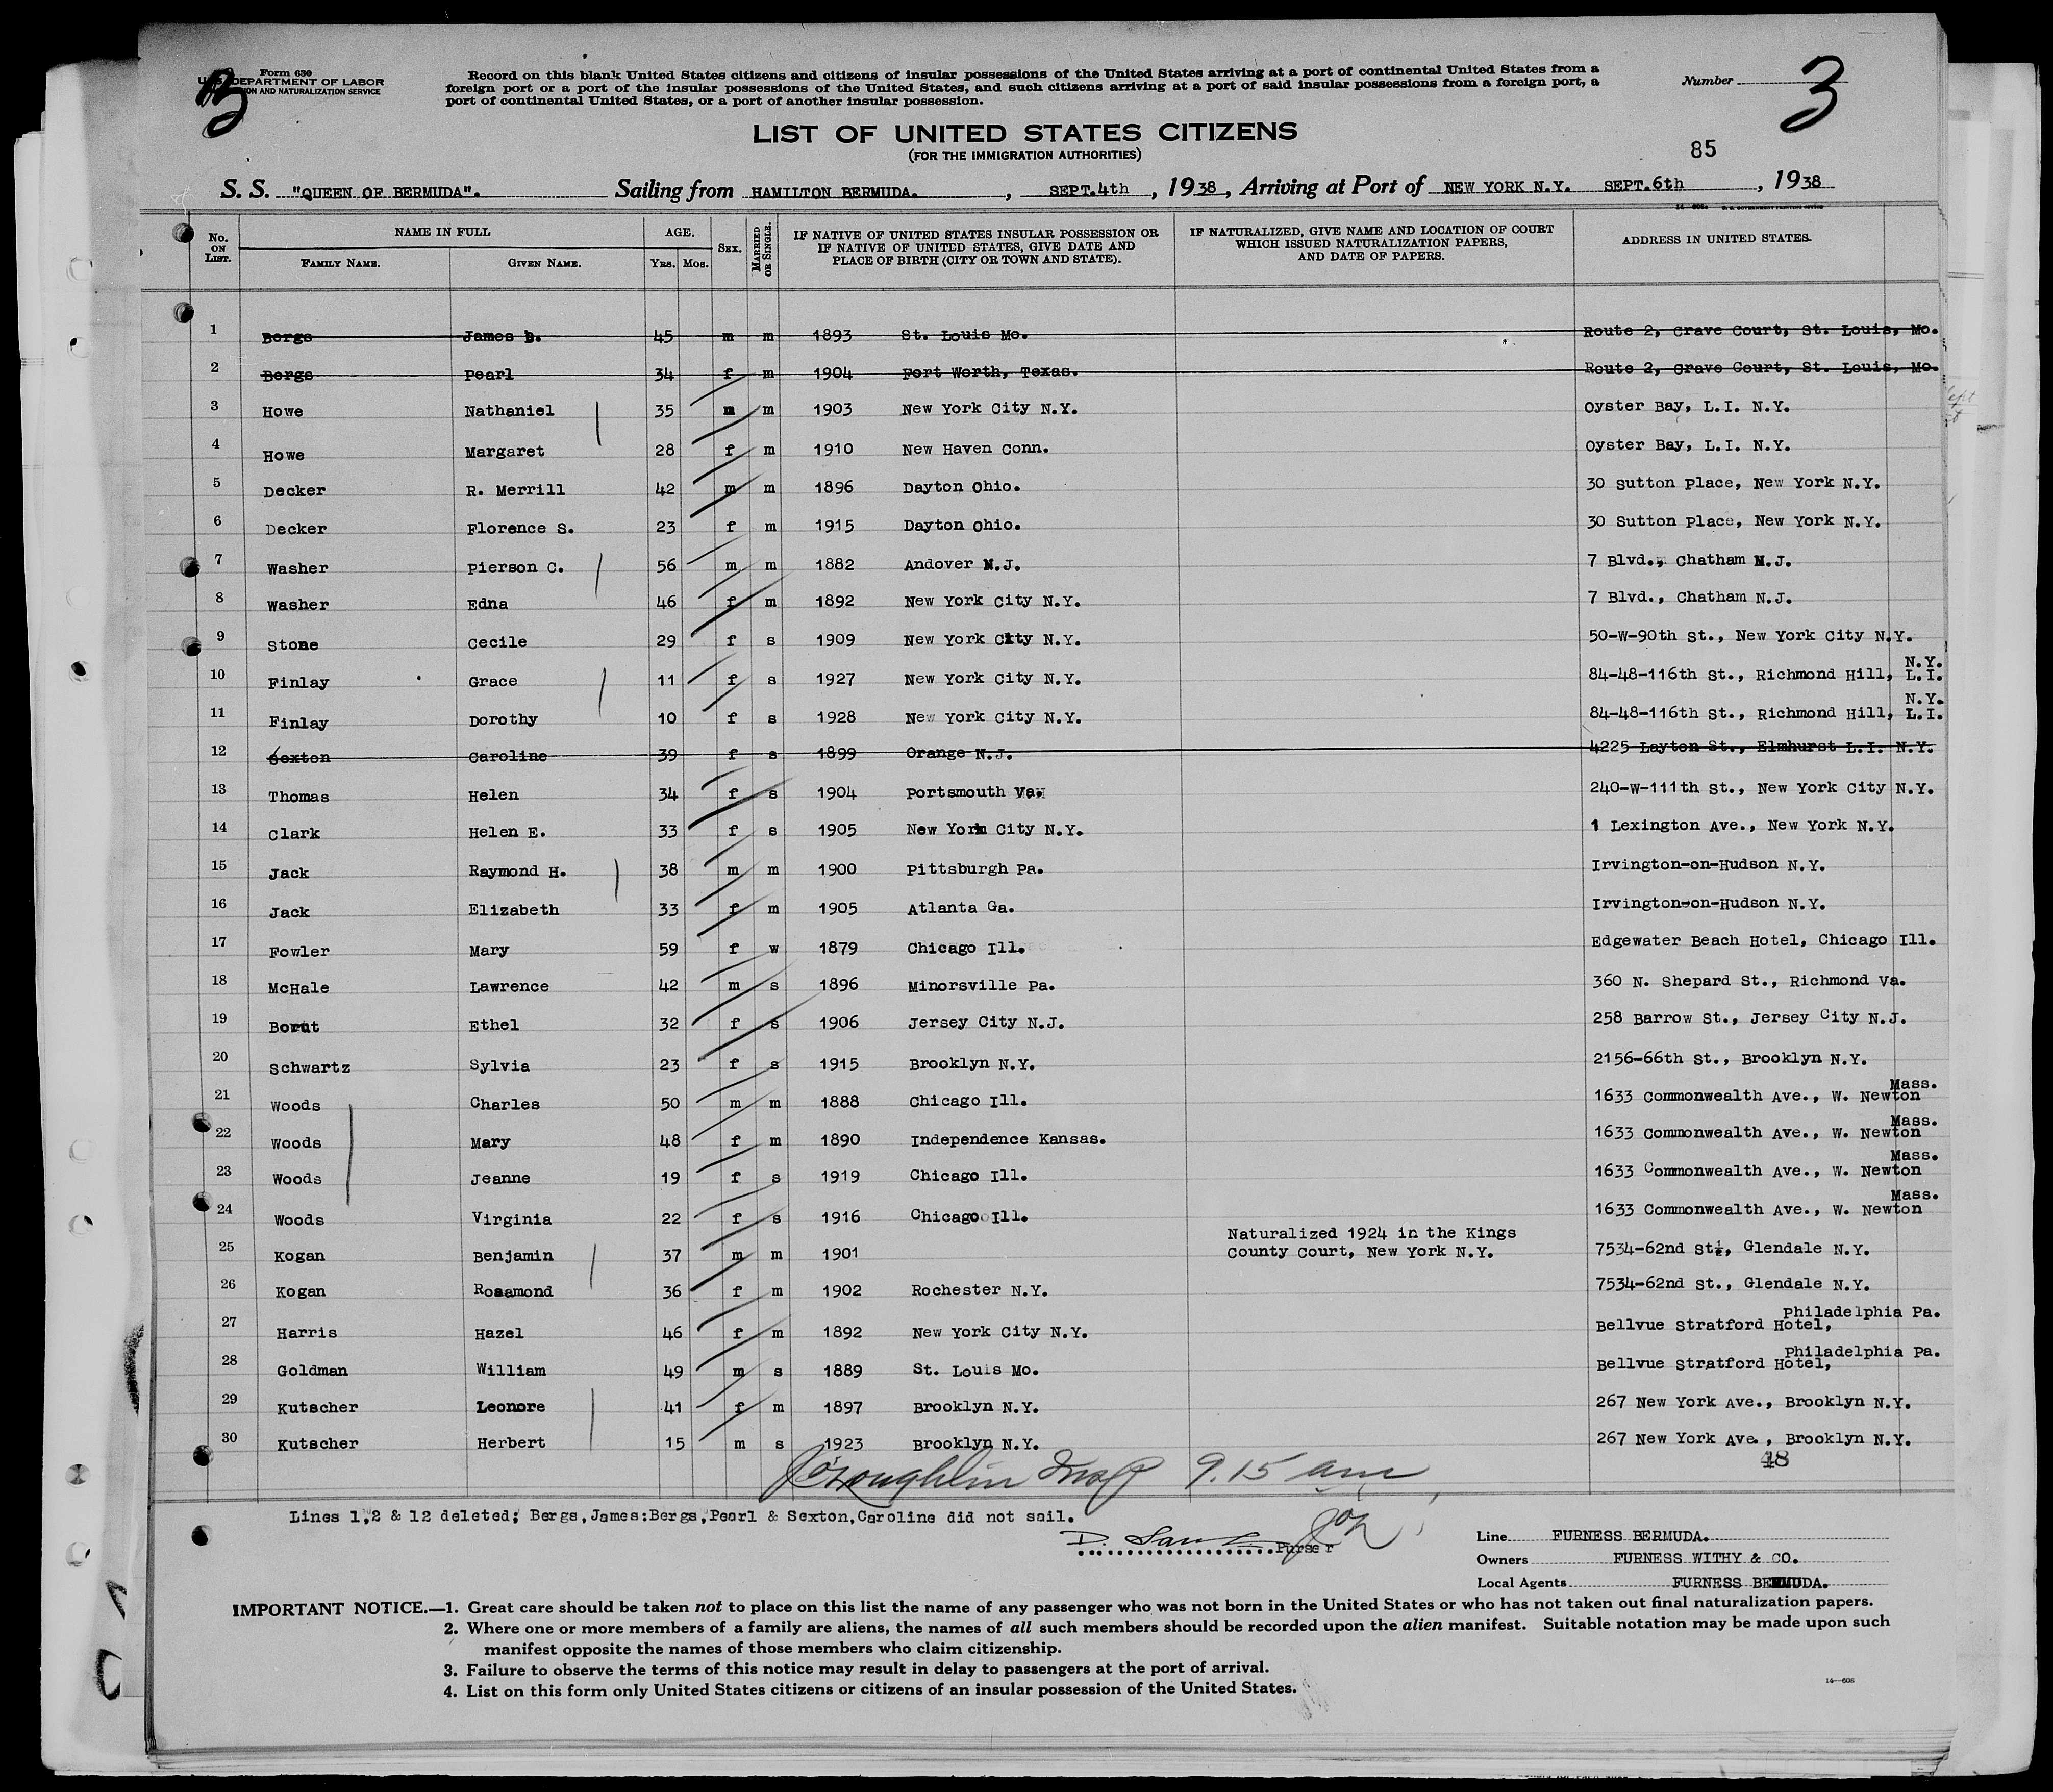 Form 630
U.S. DEPARTMENT OF LABOR
ION AND NATURALIZATION SERVICE
B
Record on this blank United States citizens and citizens of insular possessions of the United States arriving at a port of continental United States from a
foreign port or a port of the insular possessions of the United States, and such citizens arriving at a port of said insular possessions from a foreign port, a
port of continental United States, or a port of another insular possession.
Number 3
LIST OF UNITED STATES CITIZENS
(FOR THE IMMIGRATION AUTHORITIES)
85
S. S. "QUEEN OF BERMUDA". Sailing from HAMILTON BERMUDA. , SEPT.4th , 1938, Arriving at Port of NEW YORK N.Y. SEPT.6th , 1938
No. ON LIST. NAME IN FULL FAMILY NAME. GIVEN NAME. AGE. YRS. MOS. SEX. MARRIED OR SINGLE. IF NATIVE OF UNITED STATES INSULAR POSSESSION OR IF NATIVE OF UNITED STATES, GIVE DATE AND PLACE OF BIRTH (CITY OR TOWN AND STATE). IF NATURALIZED, GIVE NAME AND LOCATION OF COURT WHICH ISSUED NATURALIZATION PAPERS, AND DATE OF PAPERS. ADDRESS IN UNITED STATES.
1 Bergs James B. 45 m m 1893 St. Louis Mo. Route 2, Crave Court, St. Louis, Mo.
2 Bergs Pearl 34 f m 1904 Fort Worth, Texas. Route 2, Crave Court, St. Louis, Mo.
3 Howe Nathaniel 35 m m 1903 New York City N.Y. Oyster Bay, L.I. N.Y.
4 Howe Margaret 28 f m 1910 New Haven Conn. Oyster Bay, L.I. N.Y.
5 Decker R. Merrill 42 m m 1896 Dayton Ohio. 30 Sutton Place, New York N.Y.
6 Decker Florence S. 23 f m 1915 Dayton Ohio. 30 Sutton Place, New York N.Y.
7 Washer Pierson C. 56 m m 1882 Andover N.J. 7 Blvd., Chatham N.J.
8 Washer Edna 46 f m 1892 New York City N.Y. 7 Blvd., Chatham N.J.
9 Stone Cecile 29 f s 1909 New York City N.Y. 50-W-90th St., New York City N.Y.
10 Finlay Grace 11 f s 1927 New York City N.Y. 84-48-116th St., Richmond Hill, L.I. N.Y.
11 Finlay Dorothy 10 f s 1928 New York City N.Y. 84-48-116th St., Richmond Hill, L.I. N.Y.
12 Sexton Caroline 39 f s 1899 Orange N.J. 4225 Layton St., Elmhurst L.I. N.Y.
13 Thomas Helen 34 f s 1904 Portsmouth Va. 240-W-111th St., New York City N.Y.
14 Clark Helen E. 33 f s 1905 New York City N.Y. 1 Lexington Ave., New York N.Y.
15 Jack Raymond H. 38 m m 1900 Pittsburgh Pa. Irvington-on-Hudson N.Y.
16 Jack Elizabeth 33 f m 1905 Atlanta Ga. Irvington-on-Hudson N.Y.
17 Fowler Mary 59 f w 1879 Chicago Ill. Edgewater Beach Hotel, Chicago Ill.
18 McHale Lawrence 42 m s 1896 Minorsville Pa. 360 N. Shepard St., Richmond Va.
19 Borut Ethel 32 f s 1906 Jersey City N.J. 258 Barrow St., Jersey City N.J.
20 Schwartz Sylvia 23 f s 1915 Brooklyn N.Y. 2156-66th St., Brooklyn N.Y.
21 Woods Charles 50 m m 1888 Chicago Ill. 1633 Commonwealth Ave., W. Newton Mass.
22 Woods Mary 48 f m 1890 Independence Kansas. 1633 Commonwealth Ave., W. Newton Mass.
23 Woods Jeanne 19 f s 1919 Chicago Ill. 1633 Commonwealth Ave., W. Newton Mass.
24 Woods Virginia 22 f s 1916 Chicago Ill. 1633 Commonwealth Ave., W. Newton Mass.
25 Kogan Benjamin 37 m m 1901 Naturalized 1924 in the Kings County Court, New York N.Y. 7534-62nd St., Glendale N.Y.
26 Kogan Rosamond 36 f m 1902 Rochester N.Y. 7534-62nd St., Glendale N.Y.
27 Harris Hazel 46 f m 1892 New York City N.Y. Bellvue Stratford Hotel, Philadelphia Pa.
28 Goldman William 49 m s 1889 St. Louis Mo. Bellvue Stratford Hotel, Philadelphia Pa.
29 Kutscher Leonore 41 f m 1897 Brooklyn N.Y. 267 New York Ave., Brooklyn N.Y.
30 Kutscher Herbert 15 m s 1923 Brooklyn N.Y. 267 New York Ave., Brooklyn N.Y.
J O'Loughlin Insp 9.15 am
48
Lines 1,2 & 12 deleted; Bergs,James:Bergs,Pearl & Sexton,Caroline did not sail.
Purser
Line FURNESS BERMUDA.
Owners FURNESS WITHY & CO.
Local Agents FURNESS BERMUDA.
IMPORTANT NOTICE.—1. Great care should be taken not to place on this list the name of any passenger who was not born in the United States or who has not taken out final naturalization papers.
2. Where one or more members of a family are aliens, the names of all such members should be recorded upon the alien manifest. Suitable notation may be made upon such
manifest opposite the names of those members who claim citizenship.
3. Failure to observe the terms of this notice may result in delay to passengers at the port of arrival.
4. List on this form only United States citizens or citizens of an insular possession of the United States.
14—608